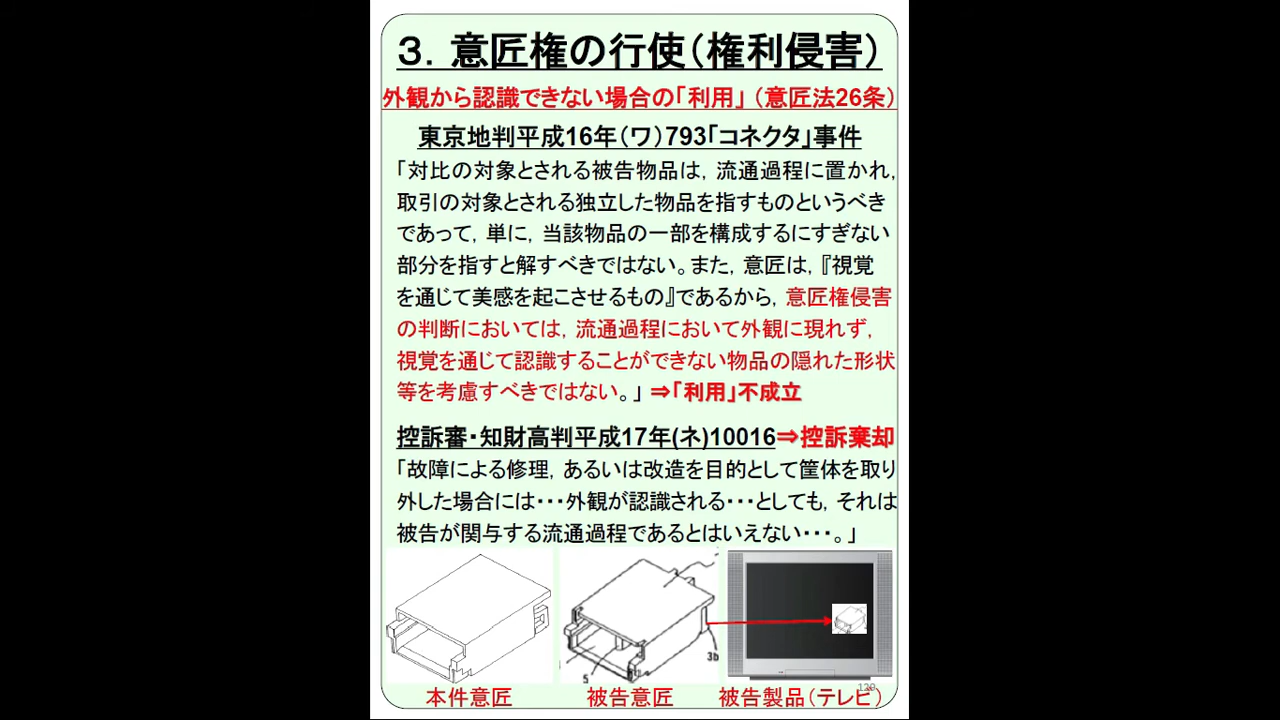 ３．意匠権の行使（権利侵害）
外観から認識できない場合の「利用」（意匠法26条）
東京地判平成16年（ワ）793「コネクタ」事件
「対比の対象とされる被告物品は，流通過程に置かれ，
取引の対象とされる独立した物品を指すものというべき
であって，単に，当該物品の一部を構成するにすぎない
部分を指すと解すべきではない。また，意匠は，『視覚
を通じて美感を起こさせるもの』であるから，意匠権侵害
の判断においては，流通過程において外観に現れず，
視覚を通じて認識することができない物品の隠れた形状
等を考慮すべきではない。」⇒「利用」不成立
控訴審・知財高判平成17年(ネ)10016⇒控訴棄却
「故障による修理，あるいは改造を目的として筐体を取り
外した場合には・・・外観が認識される・・・としても，それは
被告が関与する流通過程であるとはいえない・・・。」
5
3b
120
本件意匠
被告意匠
被告製品（テレビ）